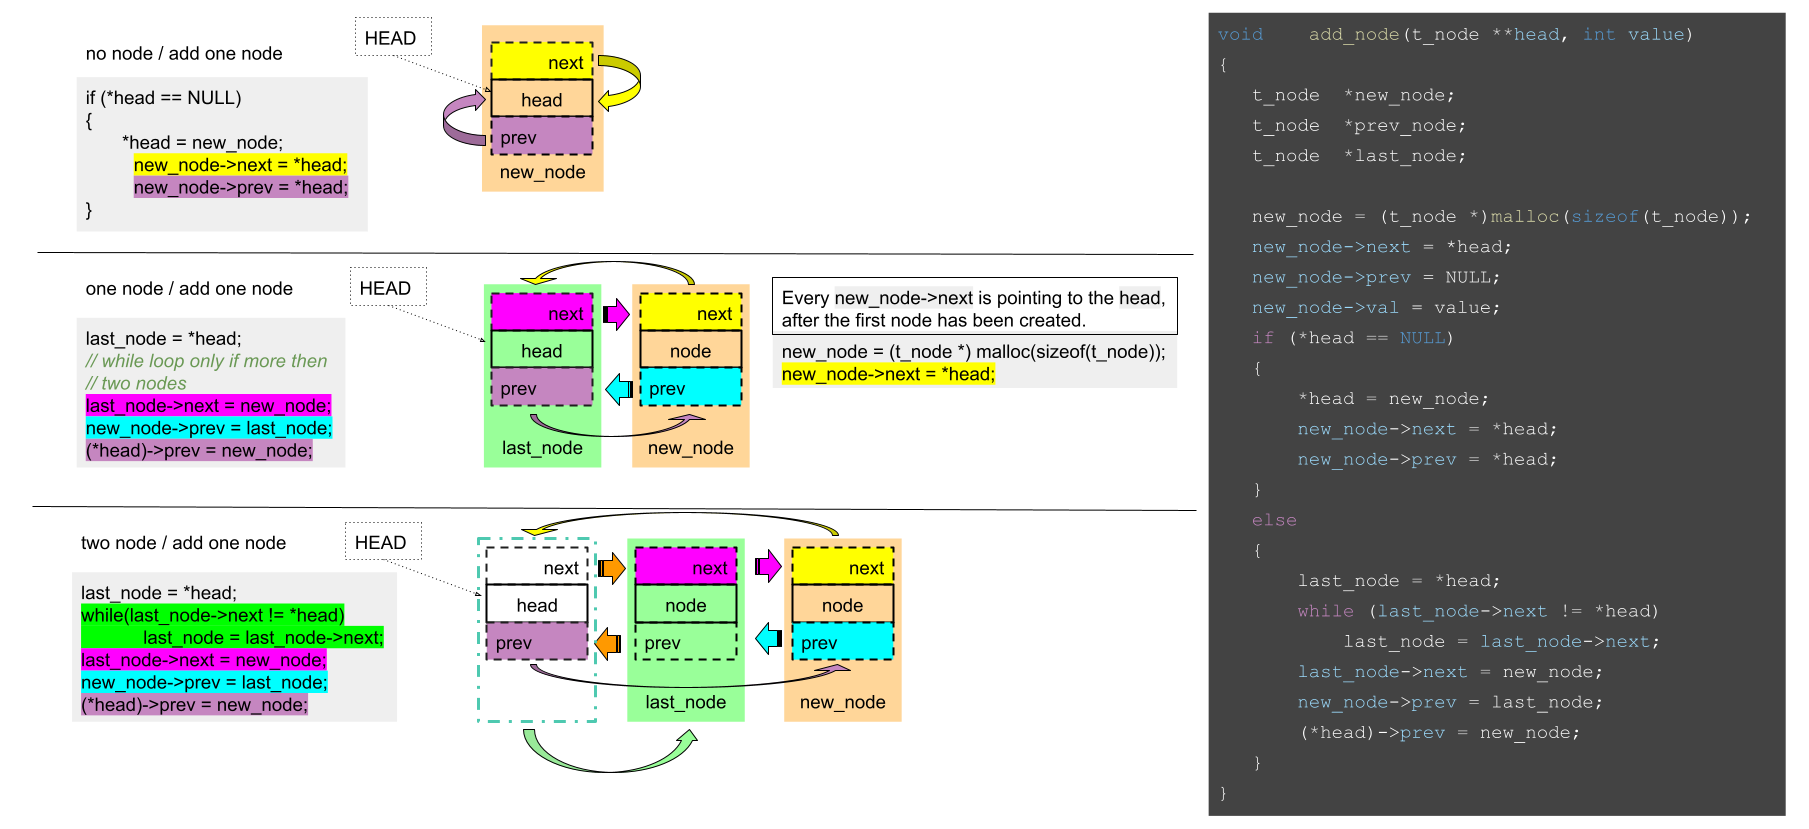 no node / add one node
HEAD
if (*head == NULL)
{
*head = new_node;
new_node->next = *head;
new_node->prev = *head;
}
next
head
prev
new_node
one node / add one node
HEAD
last_node = *head;
// while loop only if more then
// two nodes
last_node->next = new_node;
new_node->prev = last_node;
(*head)->prev = new_node;
next
head
prev
last_node
next
node
prev
new_node
Every new_node->next is pointing to the head,
after the first node has been created.
new_node = (t_node *) malloc(sizeof(t_node));
new_node->next = *head;
two node / add one node
HEAD
last_node = *head;
while(last_node->next != *head)
last_node = last_node->next;
last_node->next = new_node;
new_node->prev = last_node;
(*head)->prev = new_node;
next
head
prev
next
node
prev
last_node
next
node
prev
new_node
void add_node(t_node **head, int value)
{
t_node *new_node;
t_node *prev_node;
t_node *last_node;
new_node = (t_node *)malloc(sizeof(t_node));
new_node->next = *head;
new_node->prev = NULL;
new_node->val = value;
if (*head == NULL)
{
*head = new_node;
new_node->next = *head;
new_node->prev = *head;
}
else
{
last_node = *head;
while (last_node->next != *head)
last_node = last_node->next;
last_node->next = new_node;
new_node->prev = last_node;
(*head)->prev = new_node;
}
}